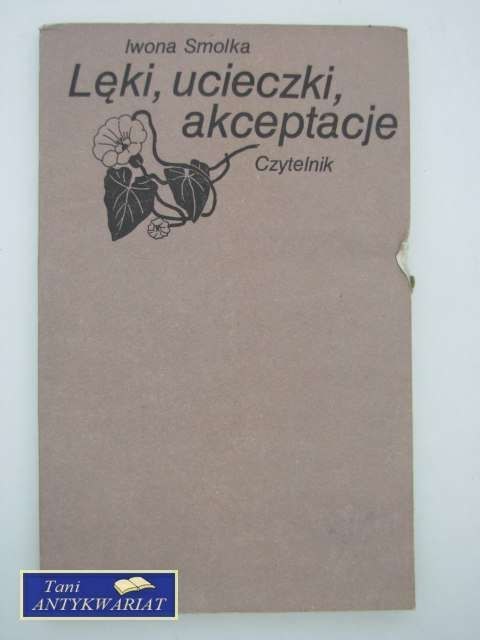 Iwona Smolka
Lęki, ucieczki,
akceptacje
Czytelnik
Tani
ANTYKWARIAT